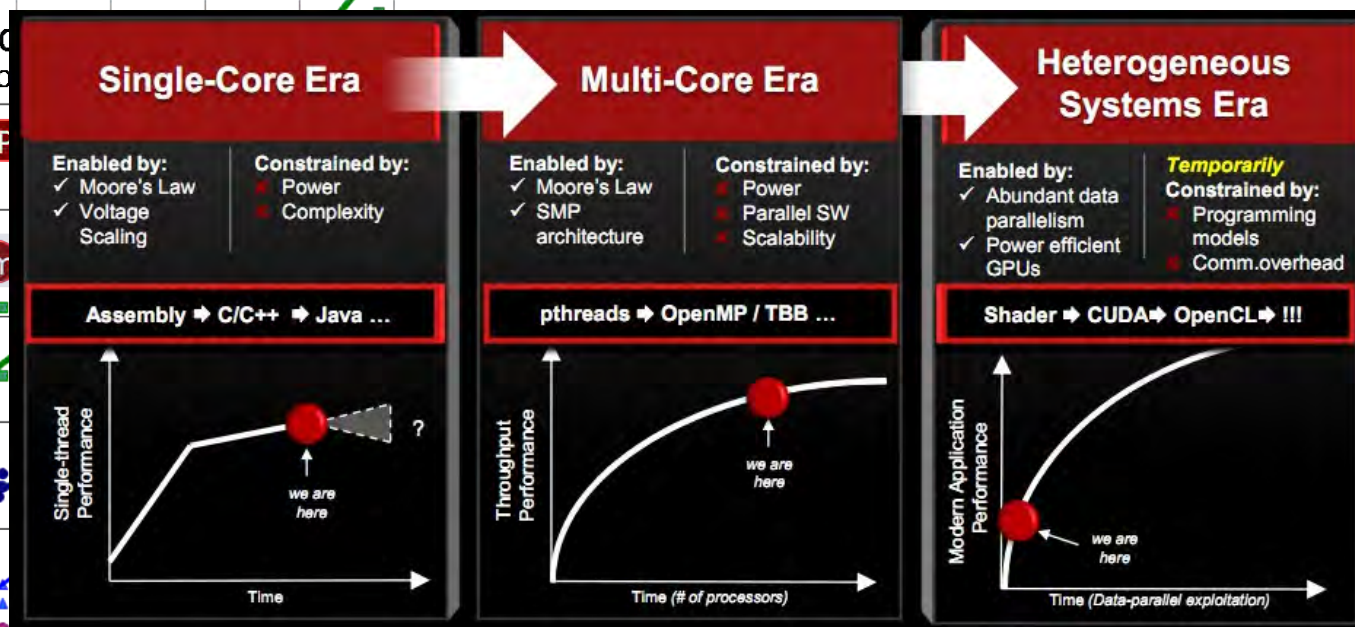 Single-Core Era
Enabled by:
✓ Moore's Law
✓ Voltage
Scaling
Constrained by:
Power
Complexity
Assembly ➡ C/C++ ➡ Java ...
Single-thread
Performance
?
we are
here
Time
Multi-Core Era
Enabled by:
✓ Moore's Law
✓ SMP
architecture
Constrained by:
Power
Parallel SW
Scalability
pthreads ➡ OpenMP / TBB ...
Throughput
Performance
we are
here
Time (# of processors)
Heterogeneous
Systems Era
Enabled by:
✓ Abundant data
parallelism
✓ Power efficient
GPUs
Temporarily
Constrained by:
Programming
models
Comm.overhead
Shader ➡ CUDA➡ OpenCL➡ !!!
Modern Application
Performance
we are
here
Time (Data-parallel exploitation)